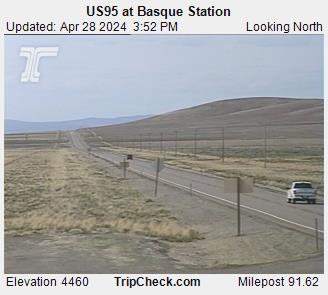 US95 at Basque Station
Updated: Apr 28 2024 3:52 PM Looking North
Elevation 4460 TripCheck.com Milepost 91.62